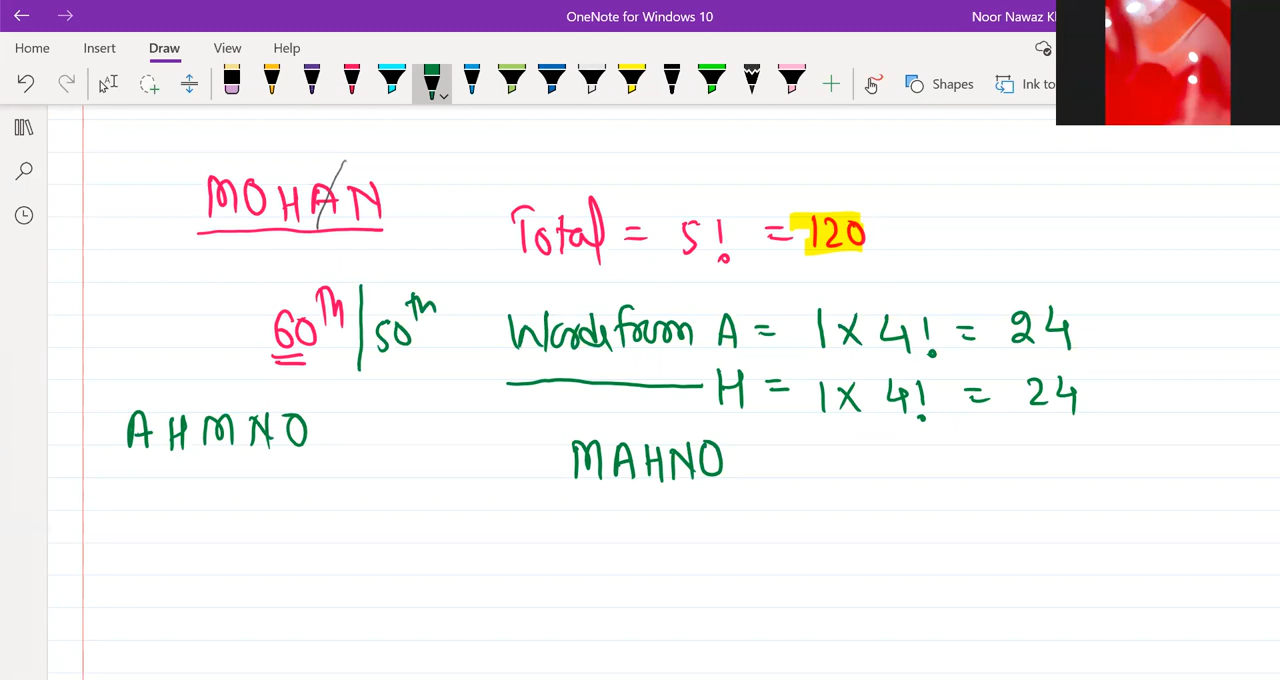 OneNote for Windows 10
Noor Nawaz Kh
Home Insert Draw View Help
Shapes Ink to
MOHAN
Total = 5! = 120
60th | 50th
Words from A = 1 x 4! = 24
H = 1 x 4! = 24
AHMNO
MAHNO